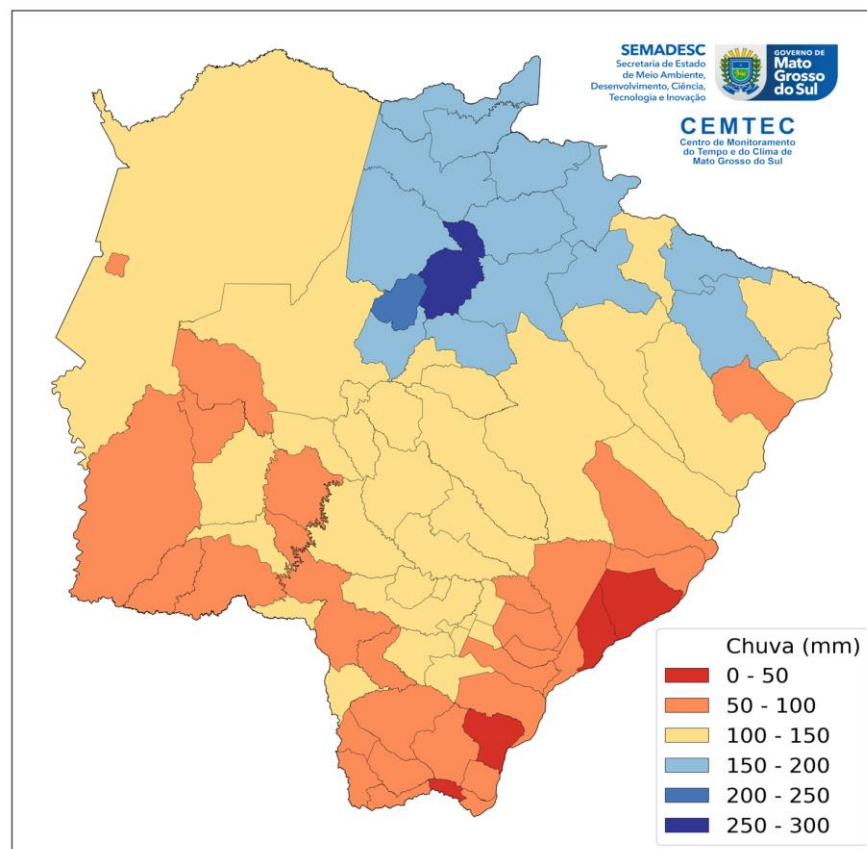 SEMADESC
Secretaria de Estado
de Meio Ambiente,
Desenvolvimento, Ciência,
Tecnologia e Inovação
GOVERNO DE
Mato
Grosso
do Sul
CEMTEC
Centro de Monitoramento
do Tempo e do Clima de
Mato Grosso do Sul
Chuva (mm)
0 - 50
50 - 100
100 - 150
150 - 200
200 - 250
250 - 300